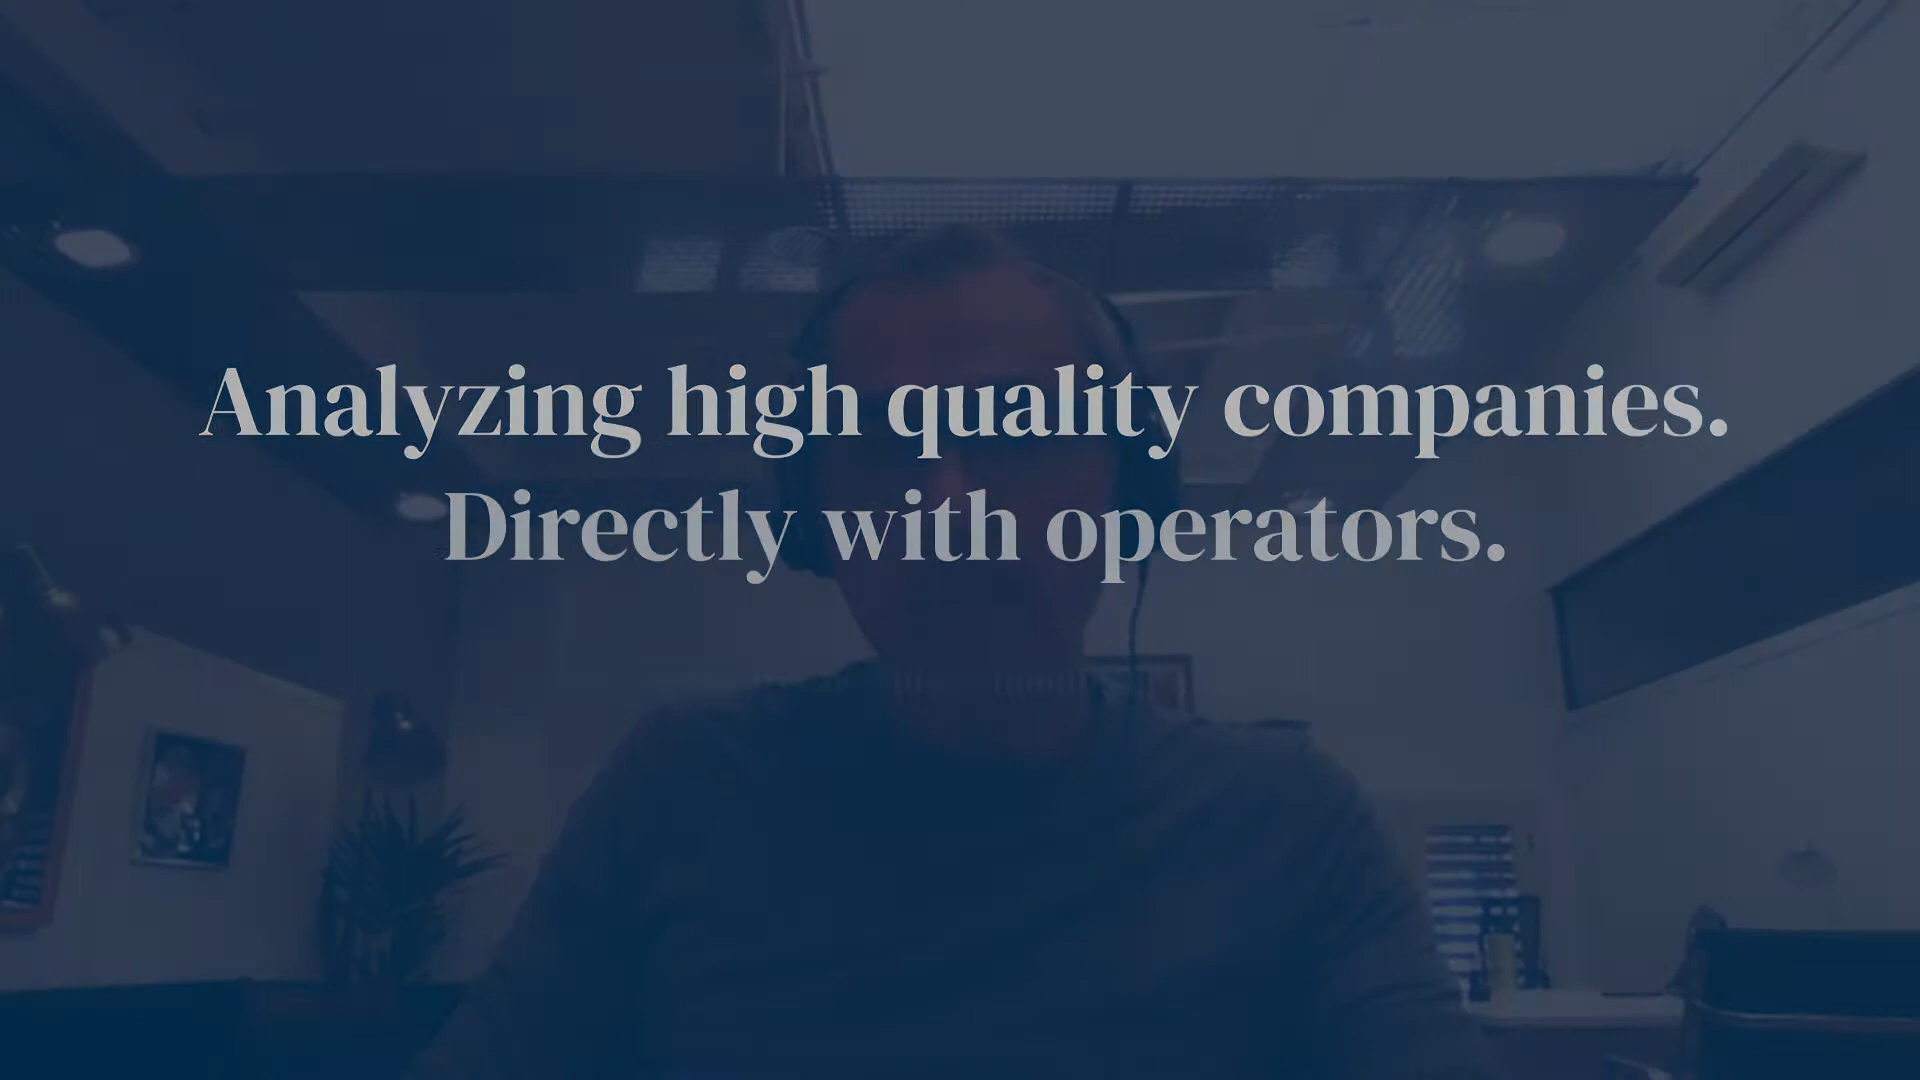 Analyzing high quality companies.
Directly with operators.